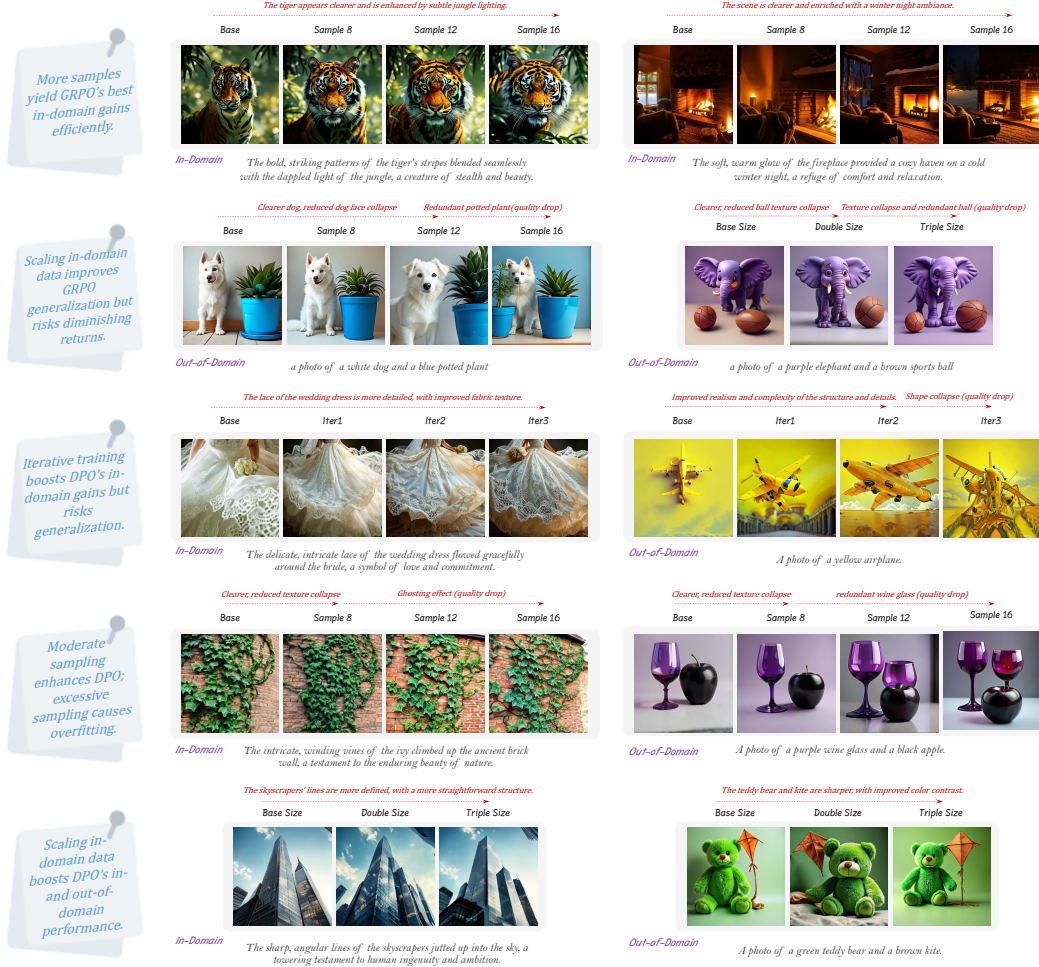 The tiger appears clearer and is enhanced by subtle jungle lighting.
Base Sample 8 Sample 12 Sample 16
The scene is clearer and enriched with a winter night ambiance.
Base Sample 8 Sample 12 Sample 16
More samples
yield GRPO's best
in-domain gains
efficiently.
In-Domain
The bold, striking patterns of the tiger's stripes blended seamlessly
with the dappled light of the jungle, a creature of stealth and beauty.
In-Domain
The soft, warm glow of the fireplace provided a cozy haven on a cold
winter night, a refuge of comfort and relaxation.
Clearer dog, reduced dog face collapse Redundant potted plant(quality drop)
Base Sample 8 Sample 12 Sample 16
Clearer, reduced ball texture collapse Texture collapse and redundant ball (quality drop)
Base Size Double Size Triple Size
Scaling in-domain
data improves
GRPO
generalization but
risks diminishing
returns.
Out-of-Domain
a photo of a white dog and a blue potted plant
Out-of-Domain
a photo of a purple elephant and a brown sports ball
The lace of the wedding dress is more detailed, with improved fabric texture.
Base Iter1 Iter2 Iter3
Improved realism and complexity of the structure and details. Shape collapse (quality drop)
Base Iter1 Iter2 Iter3
Iterative training
boosts DPO's in-
domain gains but
risks
generalization.
In-Domain
The delicate, intricate lace of the wedding dress flowed gracefully
around the bride, a symbol of love and commitment.
Out-of-Domain
A photo of a yellow airplane.
Clearer, reduced texture collapse Ghosting effect (quality drop)
Base Sample 8 Sample 12 Sample 16
Clearer, reduced texture collapse redundant wine glass (quality drop)
Base Sample 8 Sample 12 Sample 16
Moderate
sampling
enhances DPO;
excessive
sampling causes
overfitting.
In-Domain
The intricate, winding vines of the ivy climbed up the ancient brick
wall, a testament to the enduring beauty of nature.
Out-of-Domain
A photo of a purple wine glass and a black apple.
The skyscrapers' lines are more defined, with a more straightforward structure.
Base Size Double Size Triple Size
The teddy bear and kite are sharper, with improved color contrast.
Base Size Double Size Triple Size
Scaling in-
domain data
boosts DPO's in-
and out-of-
domain
performance.
In-Domain
The sharp, angular lines of the skyscrapers jutted up into the sky, a
towering testament to human ingenuity and ambition.
Out-of-Domain
A photo of a green teddy bear and a brown kite.